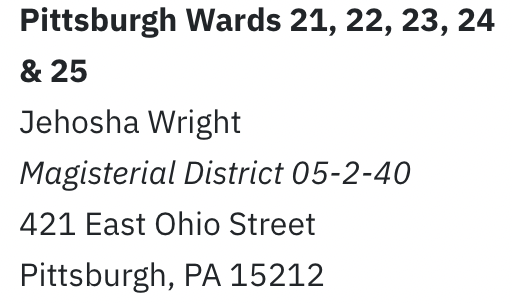 Pittsburgh Wards 21, 22, 23, 24
& 25
Jehosha Wright
Magisterial District 05-2-40
421 East Ohio Street
Pittsburgh, PA 15212